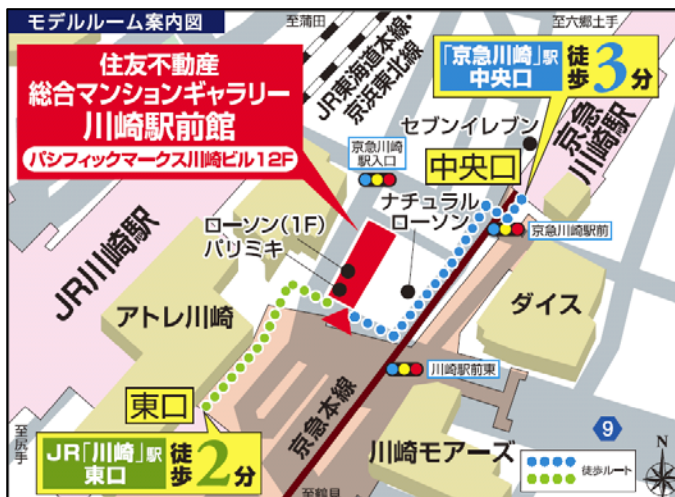 モデルルーム案内図
至蒲田
至六郷土手
住友不動産
総合マンションギャラリー
川崎駅前館
パシフィックマークス川崎ビル12F
JR東海道本線・
京浜東北線
「京急川崎」駅
中央口
徒歩3分
セブンイレブン
京急
川崎駅
京急川崎
駅入口
中央口
ナチュラル
ローソン
京急川崎駅前
ローソン(1F)
パリミキ
JR川崎駅
アトレ川崎
ダイス
川崎駅前東
東口
京急本線
川崎モアーズ
9
N
至尻手
JR「川崎」駅
東口
徒歩2分
徒歩ルート
至鶴見